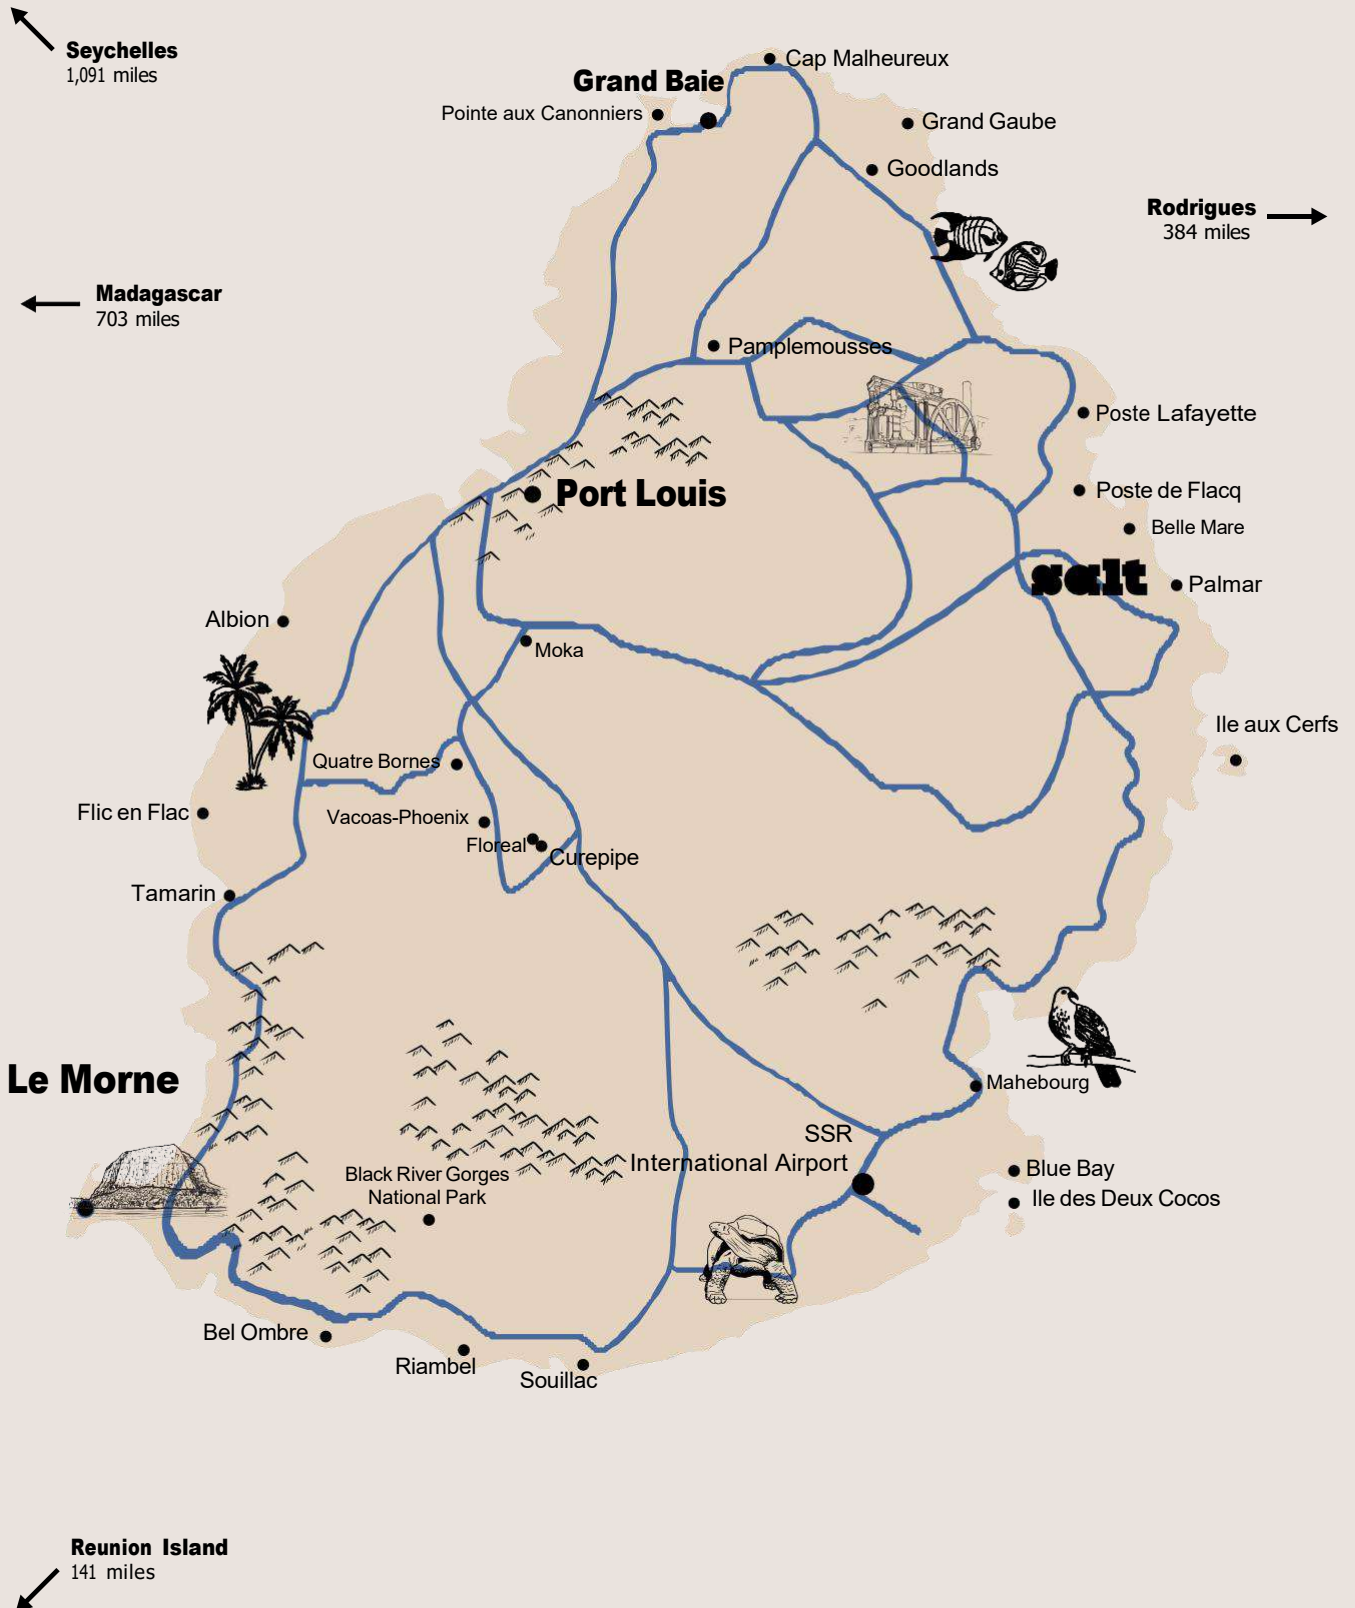 Seychelles
1,091 miles
Cap Malheureux
Grand Baie
Pointe aux Canonniers
Grand Gaube
Goodlands
Rodrigues
384 miles
Madagascar
703 miles
Pamplemousses
Poste Lafayette
Poste de Flacq
Port Louis
Belle Mare
salt
Palmar
Albion
Moka
Ile aux Cerfs
Quatre Bornes
Flic en Flac
Vacoas-Phoenix
Floreal
Curepipe
Tamarin
Le Morne
Mahebourg
SSR
International Airport
Black River Gorges
National Park
Blue Bay
Ile des Deux Cocos
Bel Ombre
Riambel
Souillac
Reunion Island
141 miles